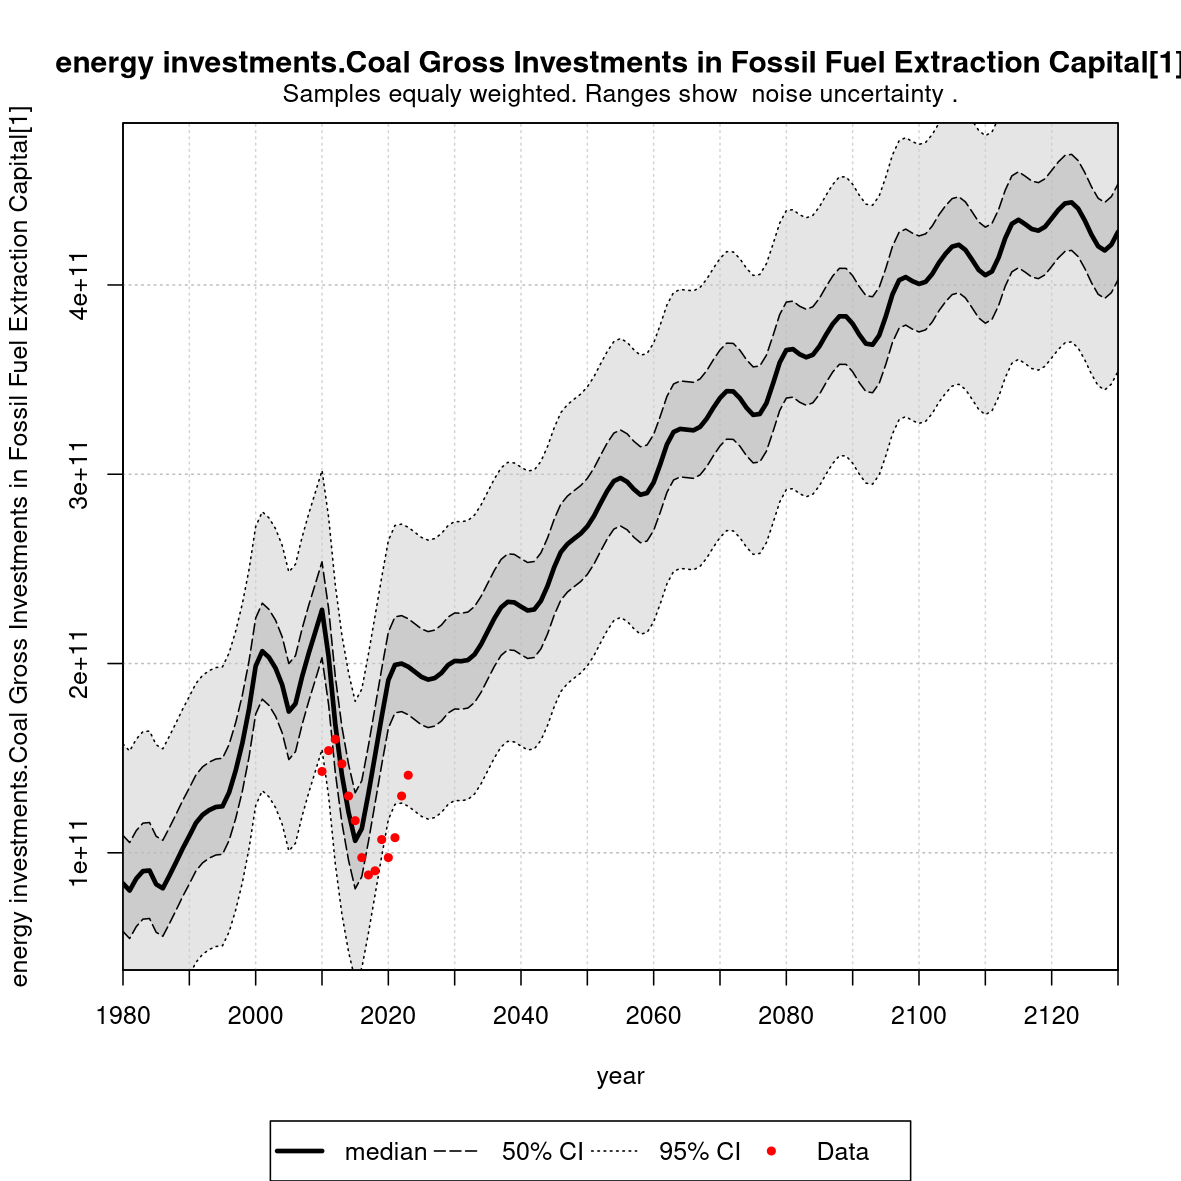 energy investments.Coal Gross Investments in Fossil Fuel Extraction Capital[1]
Samples equaly weighted. Ranges show  noise uncertainty .
energy investments.Coal Gross Investments in Fossil Fuel Extraction Capital[1]
4e+11
3e+11
2e+11
1e+11
1980 2000 2020 2040 2060 2080 2100 2120
year
median 50% CI 95% CI Data